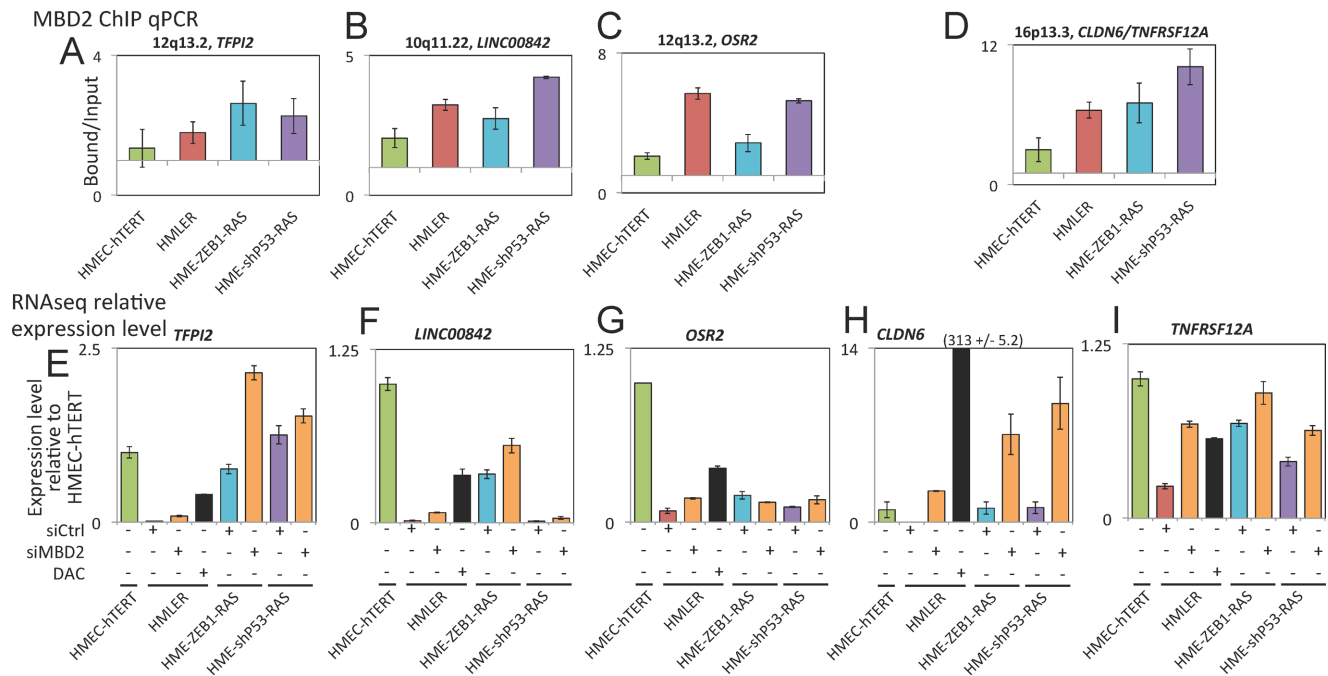 MBD2 ChIP qPCR
A
12q13.2, TFPI2
B
10q11.22, LINC00842
C
12q13.2, OSR2
D
16p13.3, CLDN6/TNFRSF12A
Bound/Input
4
0
5
0
8
0
12
0
HMEC-hTERT
HMLER
HME-ZEB1-RAS
HME-shP53-RAS
HMEC-hTERT
HMLER
HME-ZEB1-RAS
HME-shP53-RAS
HMEC-hTERT
HMLER
HME-ZEB1-RAS
HME-shP53-RAS
HMEC-hTERT
HMLER
HME-ZEB1-RAS
HME-shP53-RAS
RNAseq relative
expression level
E
TFPI2
F
LINC00842
G
OSR2
H
CLDN6
(313 +/- 5.2)
I
TNFRSF12A
Expression level
relative to
HMEC-hTERT
2.5
0
1.25
0
1.25
0
14
0
1.25
0
siCtrl - + - - + - + - - + - - + - + - - + - - + - + - - + - - + - + - - + - - + - + -
siMBD2 - - + - - + - + - - + - - + - + - - + - - + - + - - + - - + - + - - + - - + - +
DAC - - - + - - - - - - - + - - - - - - - + - - - - - - - + - - - - - - - + - - - -
HMEC-hTERT
HMLER
HME-ZEB1-RAS
HME-shP53-RAS
HMEC-hTERT
HMLER
HME-ZEB1-RAS
HME-shP53-RAS
HMEC-hTERT
HMLER
HME-ZEB1-RAS
HME-shP53-RAS
HMEC-hTERT
HMLER
HME-ZEB1-RAS
HME-shP53-RAS
HMEC-hTERT
HMLER
HME-ZEB1-RAS
HME-shP53-RAS